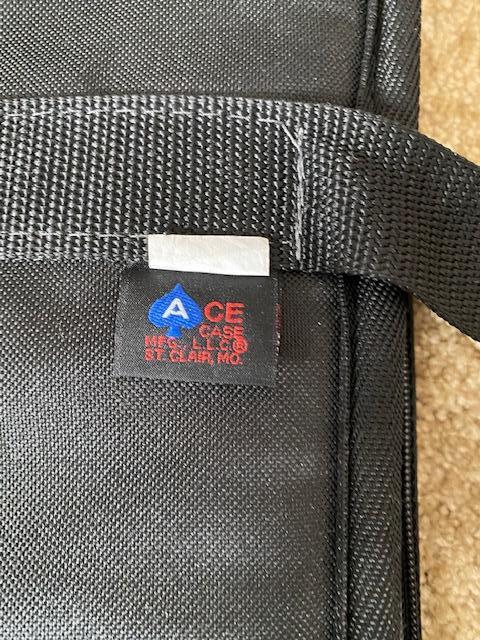 ACE
CASE
MFG., L.L.C.®
ST. CLAIR, MO.